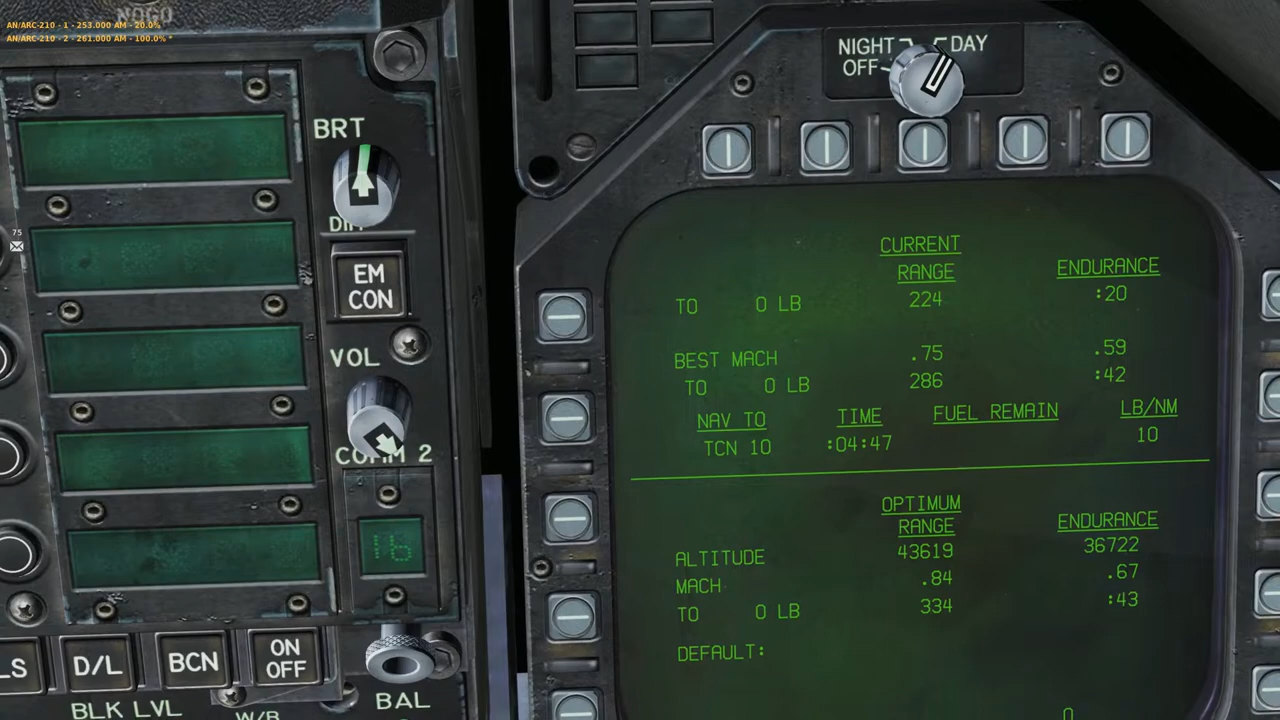 AN/ARC-210 - 1 - 253.000 AM - 20.0%
AN/ARC-210 - 2 - 261.000 AM - 100.0% *
NIGHT DAY
OFF
BRT
DIM
75
EM
CON
VOL
COMM 2
16
LS D/L BCN ON
OFF
BLK LVL W/B BAL
CURRENT
RANGE ENDURANCE
TO 0 LB 224 :20
BEST MACH .75 .59
TO 0 LB 286 :42
NAV TO TIME FUEL REMAIN LB/NM
TCN 10 :04:47 10
OPTIMUM
RANGE ENDURANCE
ALTITUDE 43619 36722
MACH .84 .67
TO 0 LB 334 :43
DEFAULT: